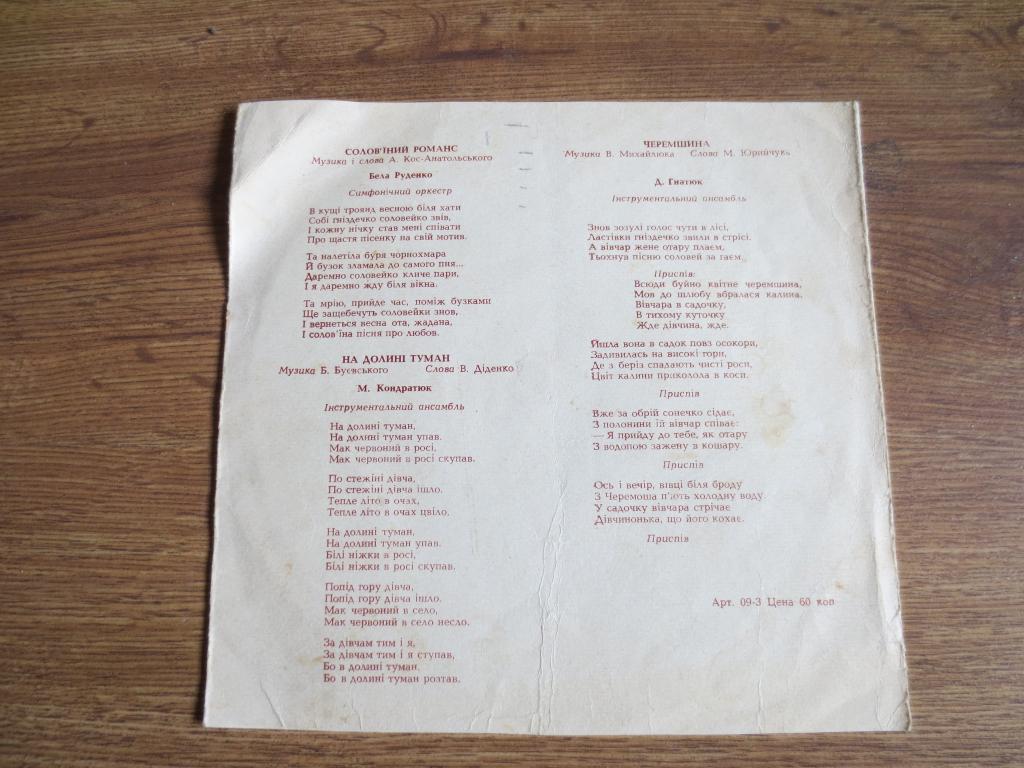 СОЛОВ'ЇНИЙ РОМАНС
Музика і слова А. Кос-Анатольського
Бела Руденко
Симфонічний оркестр
В кущі троянд весною біля хати
Собі гніздечко соловейко звів,
І кожну нічку став мені співати
Про щастя пісеньку на свій мотив.
Та налетіла буря чорнохмара
Й бузок зламала до самого пня...
Даремно соловейко кличе пари,
І я даремно жду біля вікна.
Та мрію, прийде час, поміж бузками
Ще защебечуть соловейки знов,
І вернеться весна ота, жадана,
І солов'їна пісня про любов.
НА ДОЛИНІ ТУМАН
Музика Б. Буєвського Слова В. Діденко
М. Кондратюк
Інструментальний ансамбль
На долині туман,
На долині туман упав.
Мак червоний в росі,
Мак червоний в росі скупав.
По стежіні дівча,
По стежіні дівча ішло.
Тепле літо в очах,
Тепле літо в очах цвіло.
На долині туман,
На долині туман упав.
Білі ніжки в росі,
Білі ніжки в росі скупав.
Попід гору дівча,
Попід гору дівча ішло.
Мак червоний в село,
Мак червоний в село несло.
За дівчам тим і я,
За дівчам тим і я ступав,
Бо в долині туман,
Бо в долині туман розтав.
ЧЕРЕМШИНА
Музика В. Михайлюка Слова М. Юрийчука
Д. Гнатюк
Інструментальний ансамбль
Знов зозулі голос чути в лісі,
Ластівки гніздечко звили в стрісі.
А вівчар жене отару плаєм,
Тьохнув пісню соловей за гаєм.
Приспів:
Всюди буйно квітне черемшина,
Мов до шлюбу вбралася калина,
Вівчара в садочку,
В тихому куточку
Жде дівчина, жде.
Йшла вона в садок повз осокори,
Задивилась на високі гори,
Де з беріз спадають чисті роси,
Цвіт калини приколола в коси.
Приспів
Вже за обрій сонечко сідає,
З полонини їй вівчар співає:
— Я прийду до тебе, як отару
З водопою зажену в кошару.
Приспів
Ось і вечір, вівці біля броду
З Черемоша п'ють холодну воду.
У садочку вівчара стрічає
Дівчинонька, що його кохає.
Приспів
Арт. 09-3 Цена 60 коп